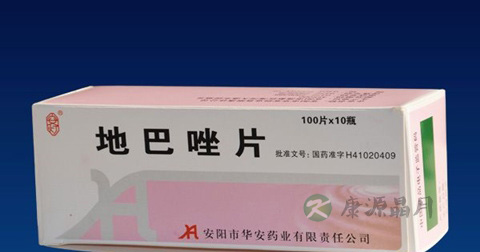 100片×10瓶
地巴唑片
批准文号：国药准字H41020409
康源晶月
安阳市华安药业有限责任公司